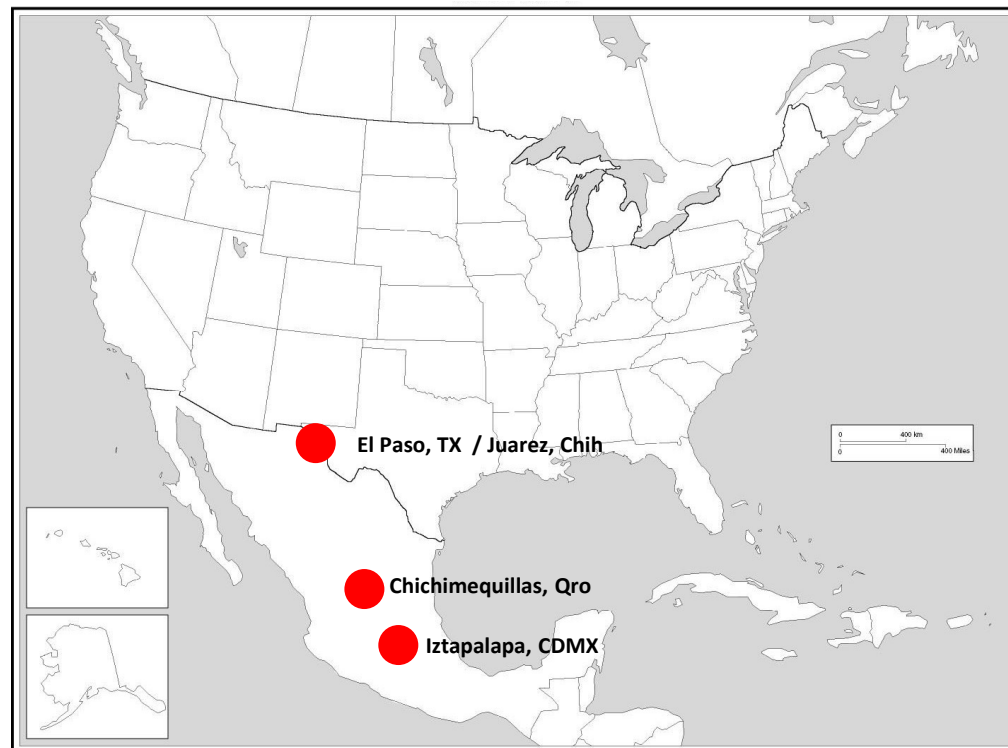 El Paso, TX / Juarez, Chih
0 400 km
0 400 Miles
Chichimequillas, Qro
Iztapalapa, CDMX